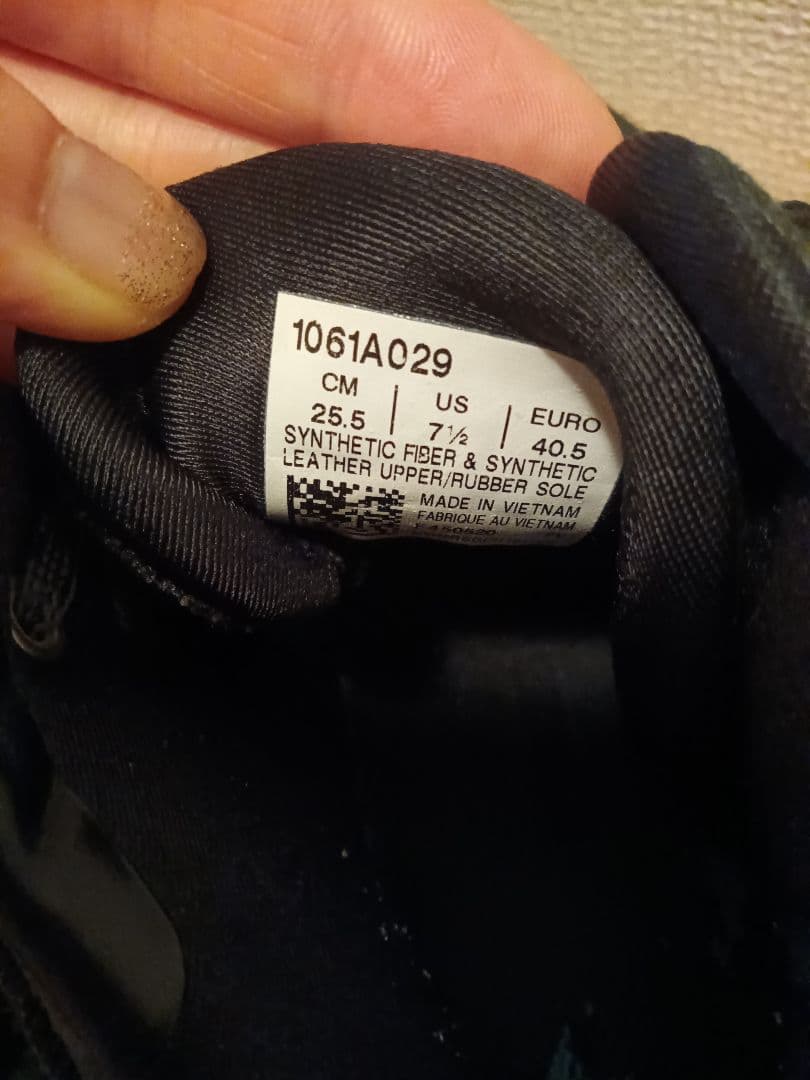 1061A029
CM | US | EURO
25.5 | 7½ | 40.5
SYNTHETIC FIBER & SYNTHETIC
LEATHER UPPER/RUBBER SOLE
MADE IN VIETNAM
FABRIQUE AU VIETNAM